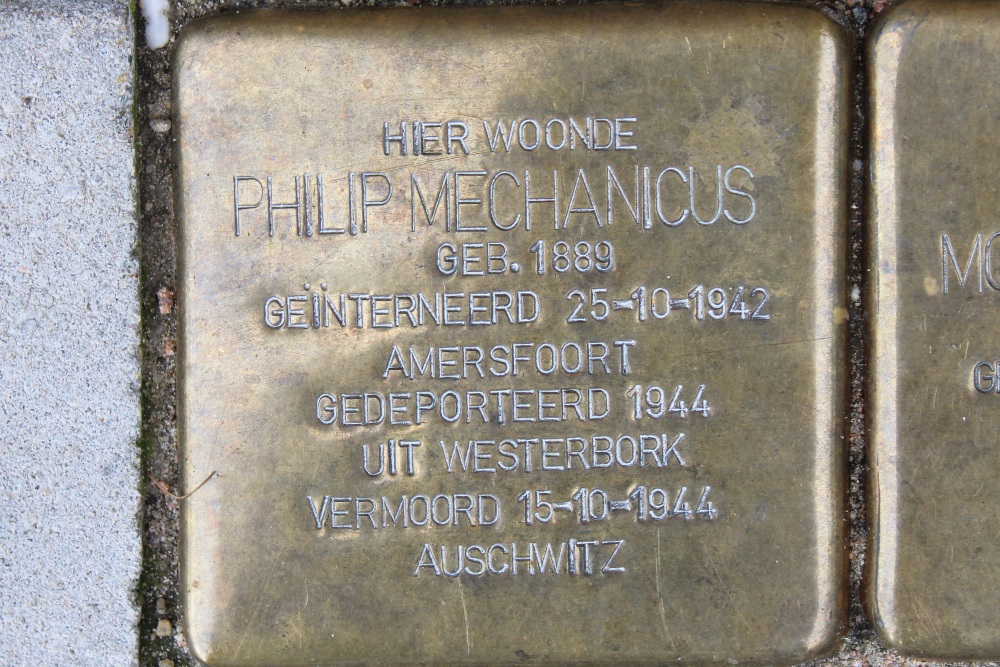 HIER WOONDE
PHILIP MECHANICUS
GEB. 1889
GEÏNTERNEERD 25-10-1942
AMERSFOORT
GEDEPORTEERD 1944
UIT WESTERBORK
VERMOORD 15-10-1944
AUSCHWITZ